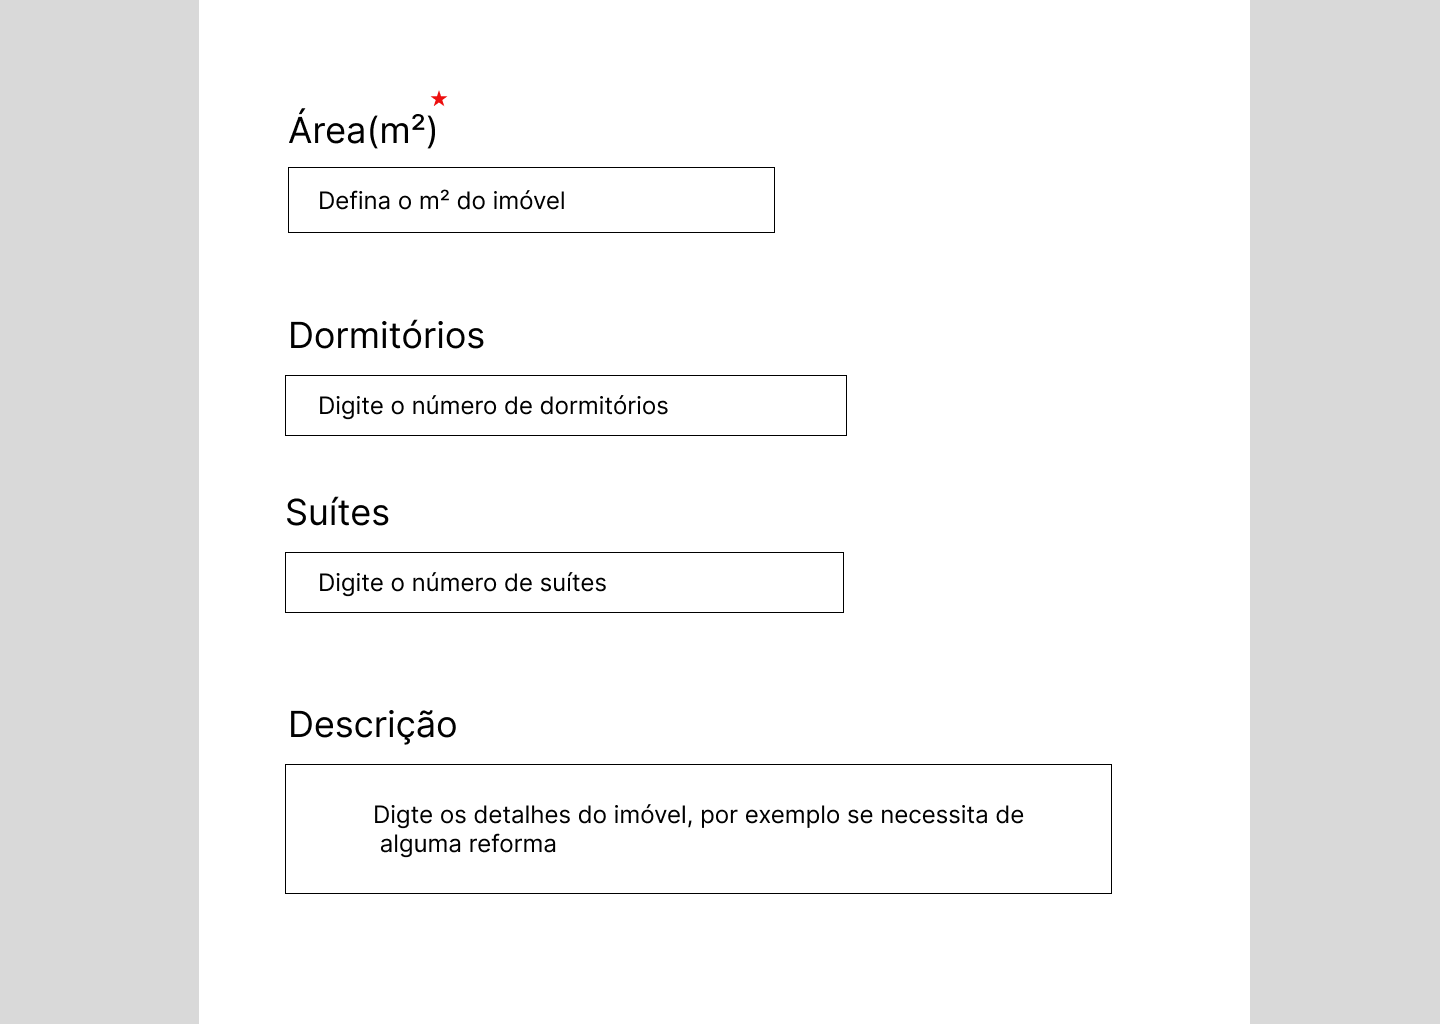 Área(m²)
Defina o m² do imóvel
Dormitórios
Digite o número de dormitórios
Suítes
Digite o número de suítes
Descrição
Digte os detalhes do imóvel, por exemplo se necessita de
alguma reforma